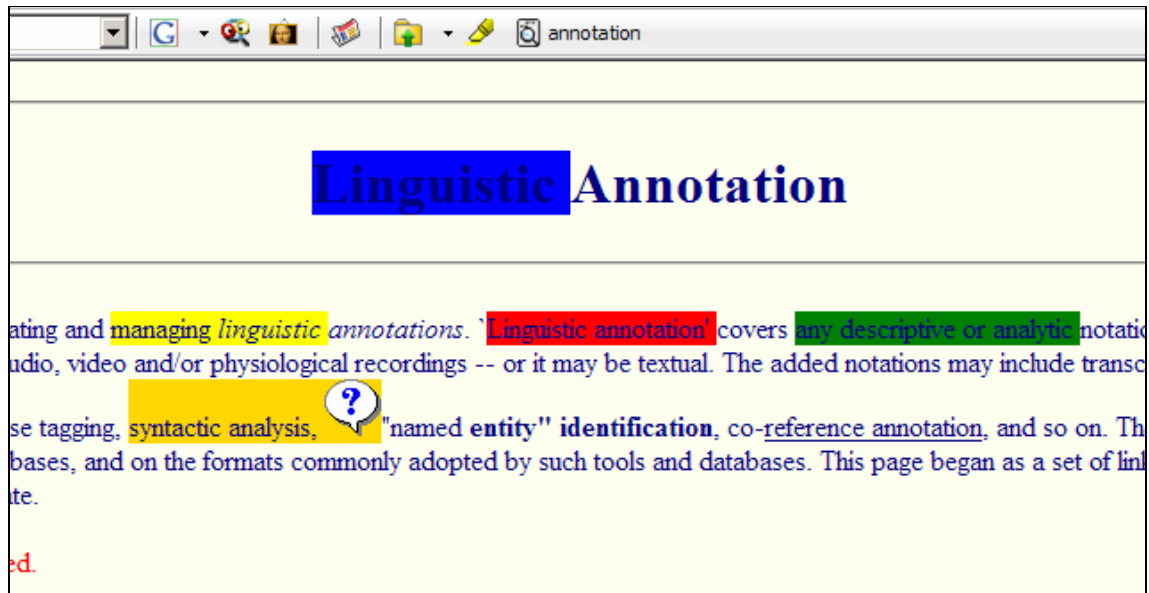 G annotation
Linguistic Annotation
ating and managing linguistic annotations. `Linguistic annotation' covers any descriptive or analytic notatio
udio, video and/or physiological recordings -- or it may be textual. The added notations may include transc
?
se tagging, syntactic analysis, "named entity" identification, co-reference annotation, and so on. Th
bases, and on the formats commonly adopted by such tools and databases. This page began as a set of link
te.
ed.